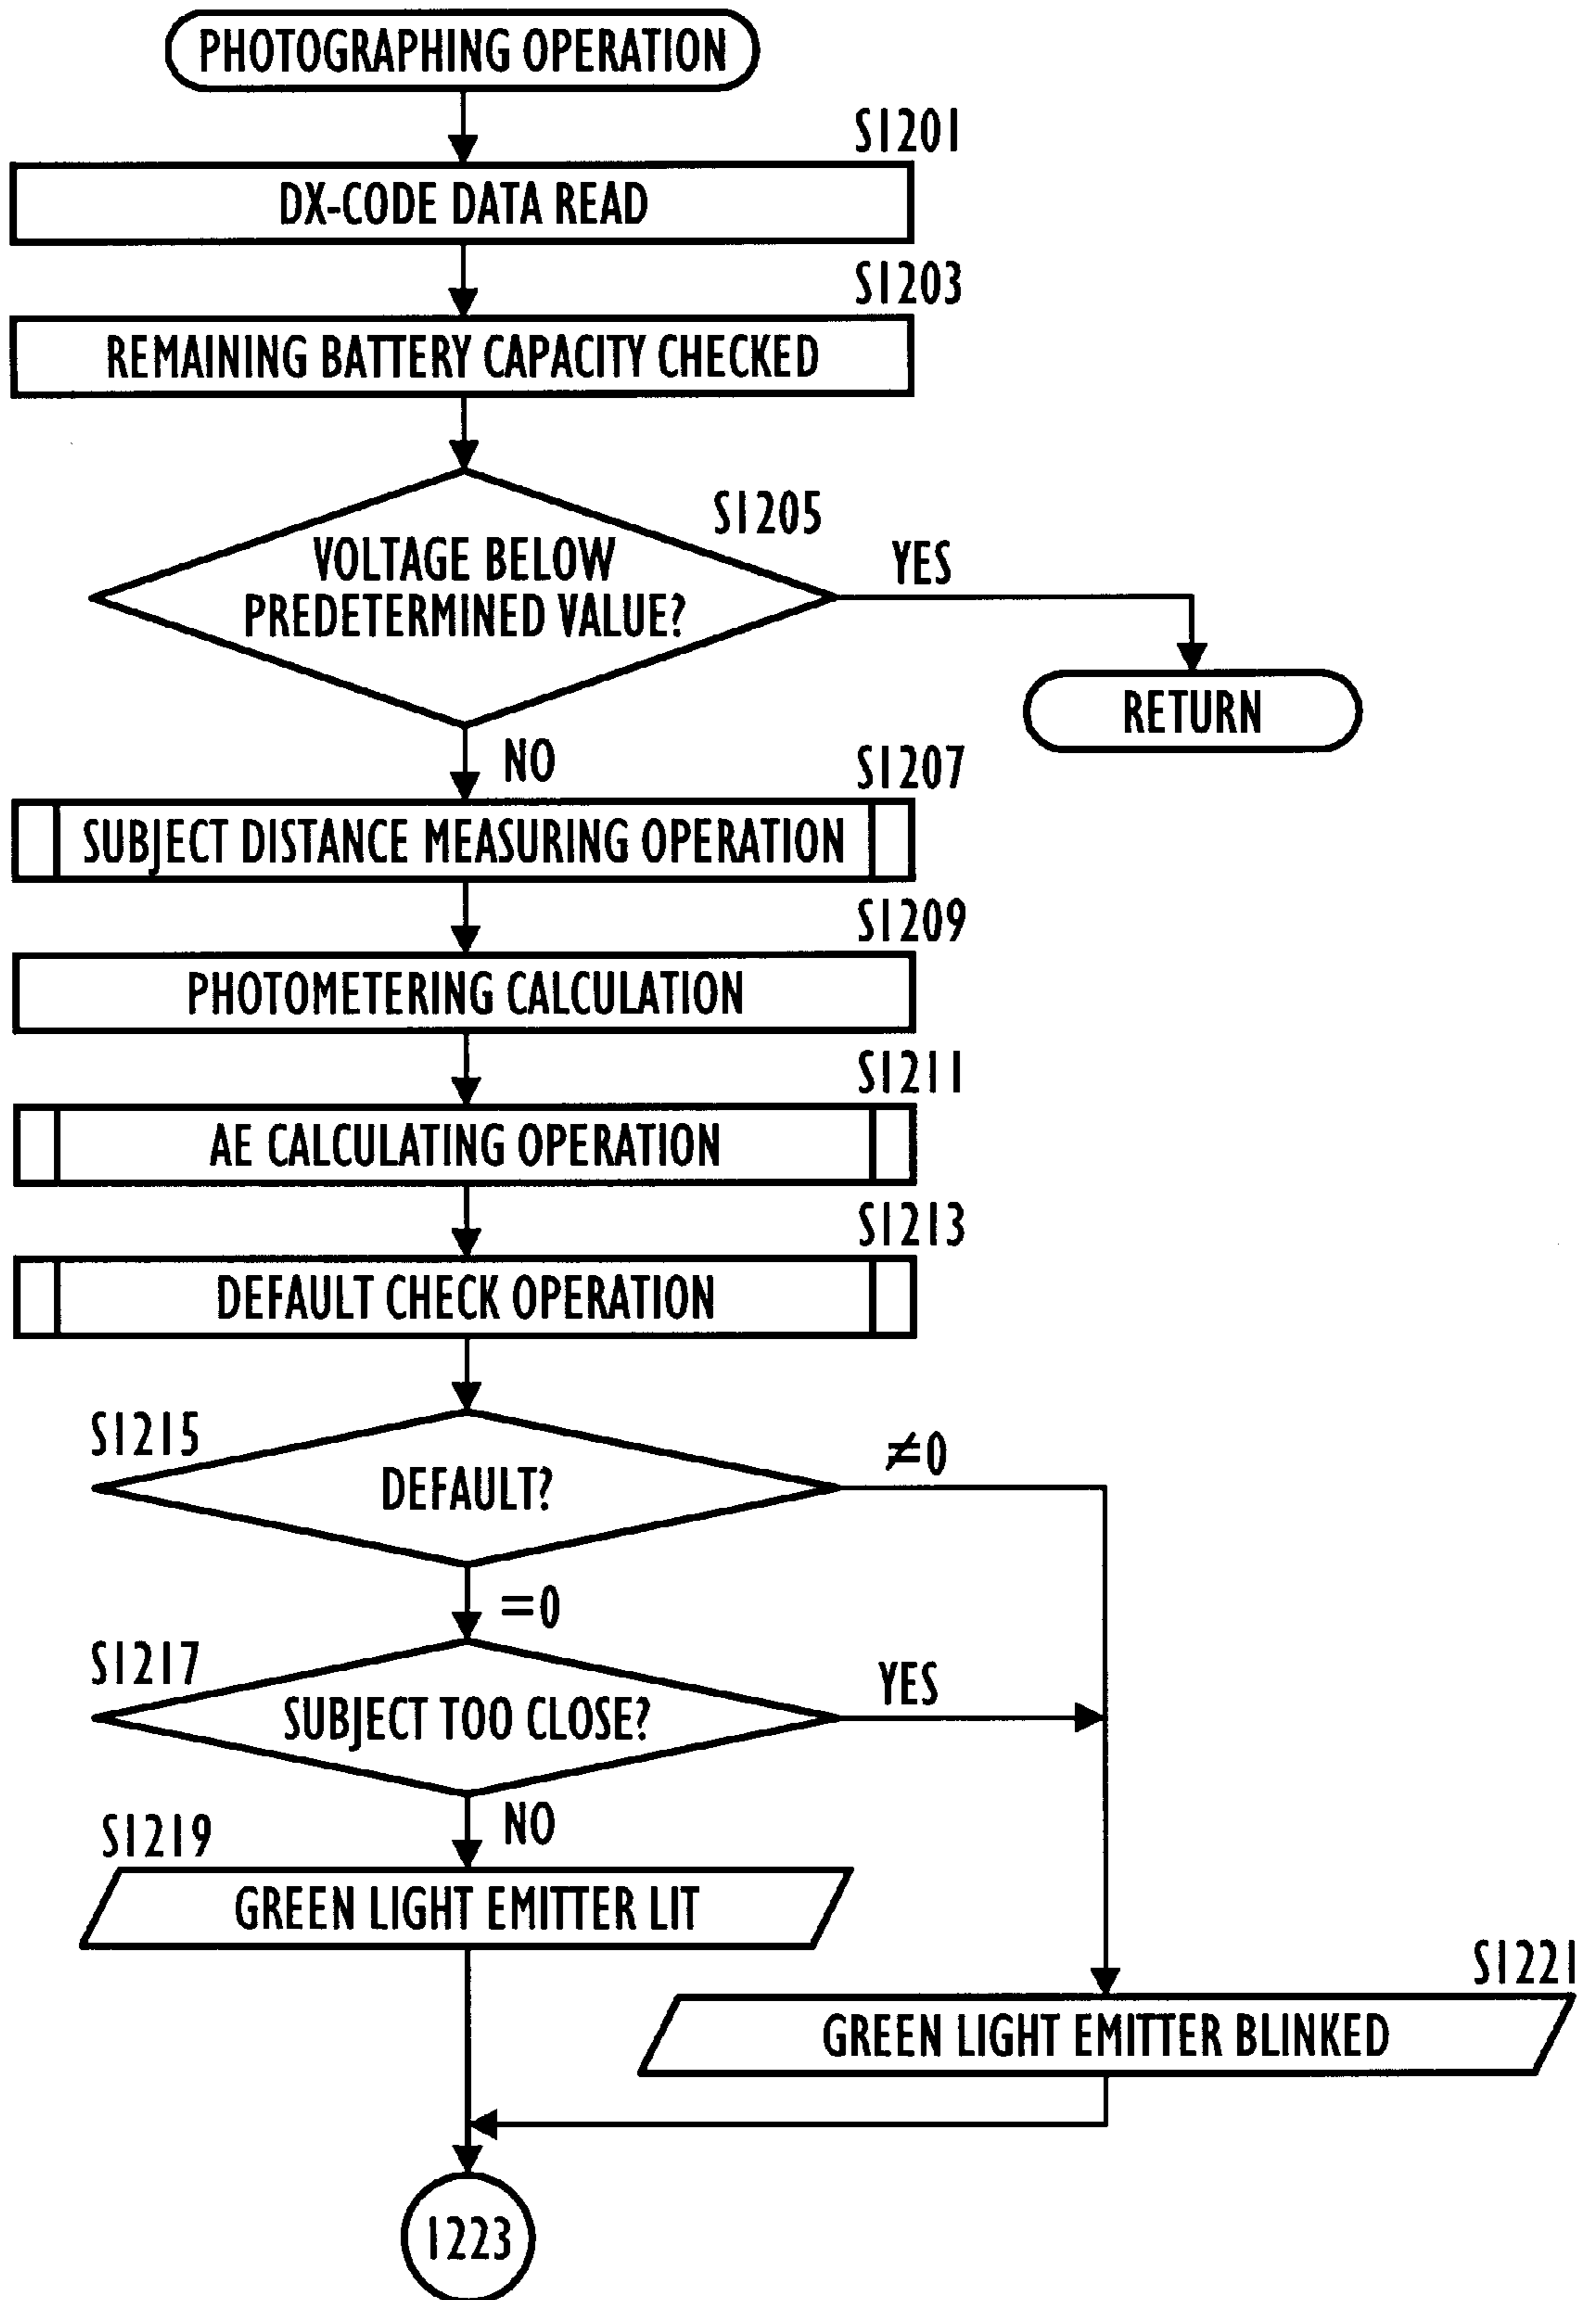 PHOTOGRAPHING OPERATION
S1201
DX-CODE DATA READ
S1203
REMAINING BATTERY CAPACITY CHECKED
S1205
VOLTAGE BELOW
PREDETERMINED VALUE?
YES
RETURN
NO
S1207
SUBJECT DISTANCE MEASURING OPERATION
S1209
PHOTOMETERING CALCULATION
S1211
AE CALCULATING OPERATION
S1213
DEFAULT CHECK OPERATION
S1215
DEFAULT?
≠0
=0
S1217
SUBJECT TOO CLOSE?
YES
NO
S1219
GREEN LIGHT EMITTER LIT
S1221
GREEN LIGHT EMITTER BLINKED
1223